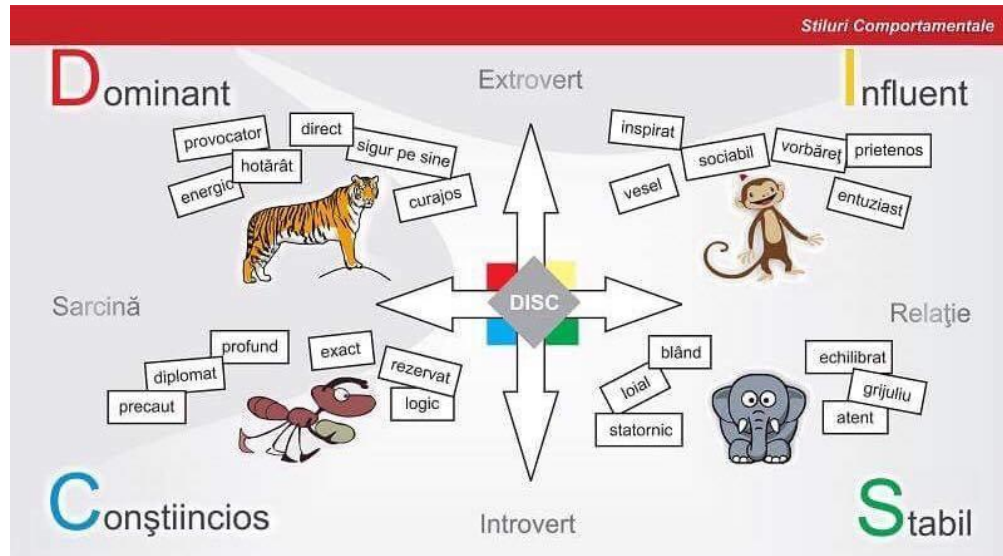 Stiluri Comportamentale
Dominant
Extrovert
Influent
provocator
direct
hotărât
sigur pe sine
energic
curajos
inspirat
sociabil
vorbăreţ
prietenos
vesel
entuziast
Sarcină
DISC
Relaţie
profund
exact
diplomat
rezervat
precaut
logic
blând
echilibrat
loial
grijuliu
statornic
atent
Conştiincios
Introvert
Stabil